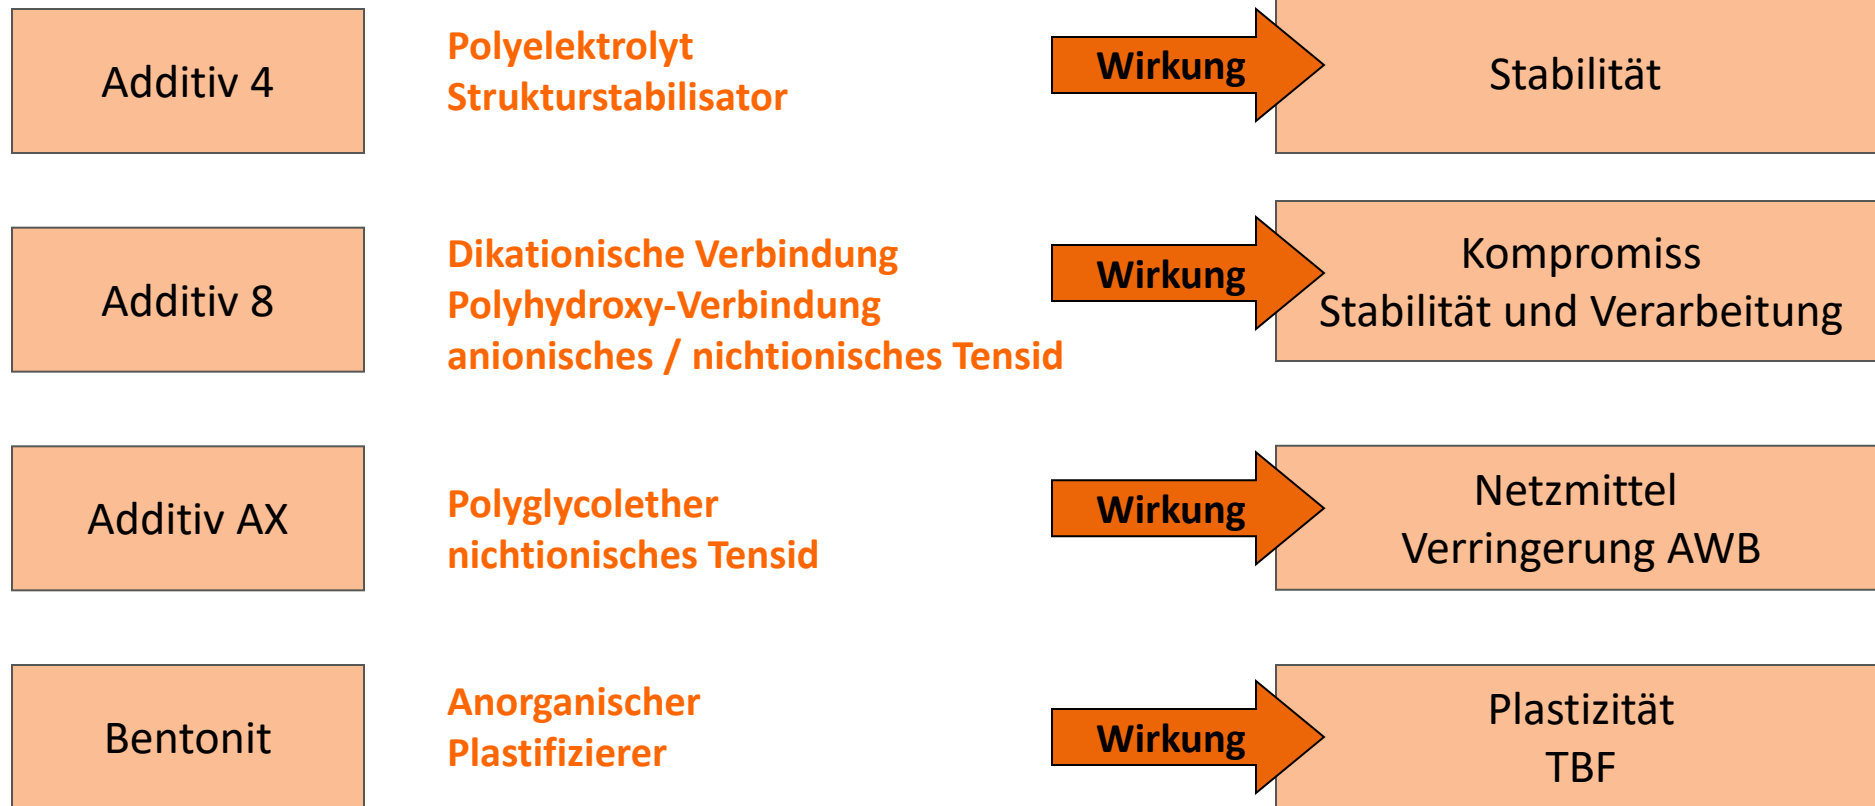 Additiv 4
Polyelektrolyt
Strukturstabilisator
Wirkung
Stabilität
Additiv 8
Dikationische Verbindung
Polyhydroxy-Verbindung
anionisches / nichtionisches Tensid
Wirkung
Kompromiss
Stabilität und Verarbeitung
Additiv AX
Polyglycolether
nichtionisches Tensid
Wirkung
Netzmittel
Verringerung AWB
Bentonit
Anorganischer
Plastifizierer
Wirkung
Plastizität
TBF